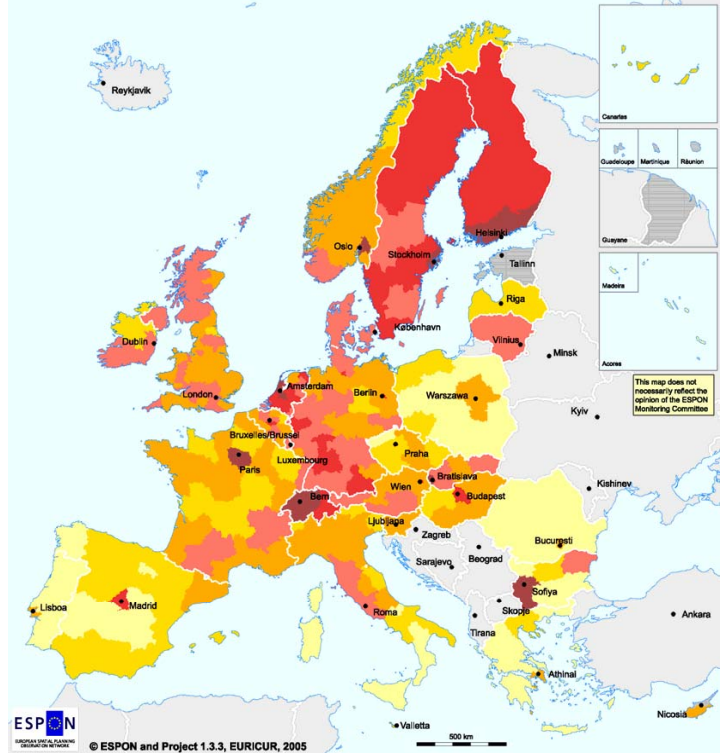 Reykjavik
Canaries
Guadeloupe
Martinique
Réunion
Guayane
Helsinki
Oslo
Stockholm
Tallinn
Madeira
Riga
Dublin
København
Vilnius
Acores
Minsk
This map does not
necessarily reflect the
opinion of the ESPON
Monitoring Committee
Amsterdam
London
Berlin
Warszawa
Kyiv
Bruxelles/Brussel
Luxembourg
Praha
Paris
Kishinev
Wien
Bratislava
Bern
Budapest
Ljubljana
Zagreb
Bucuresti
Beograd
Sarajevo
Sofiya
Madrid
Lisboa
Roma
Skopje
Ankara
Tirana
Athinai
Nicosia
ESPON
EUROPEAN SPATIAL PLANNING
OBSERVATION NETWORK
Valletta
© ESPON and Project 1.3.3, EURICUR, 2005
500 km